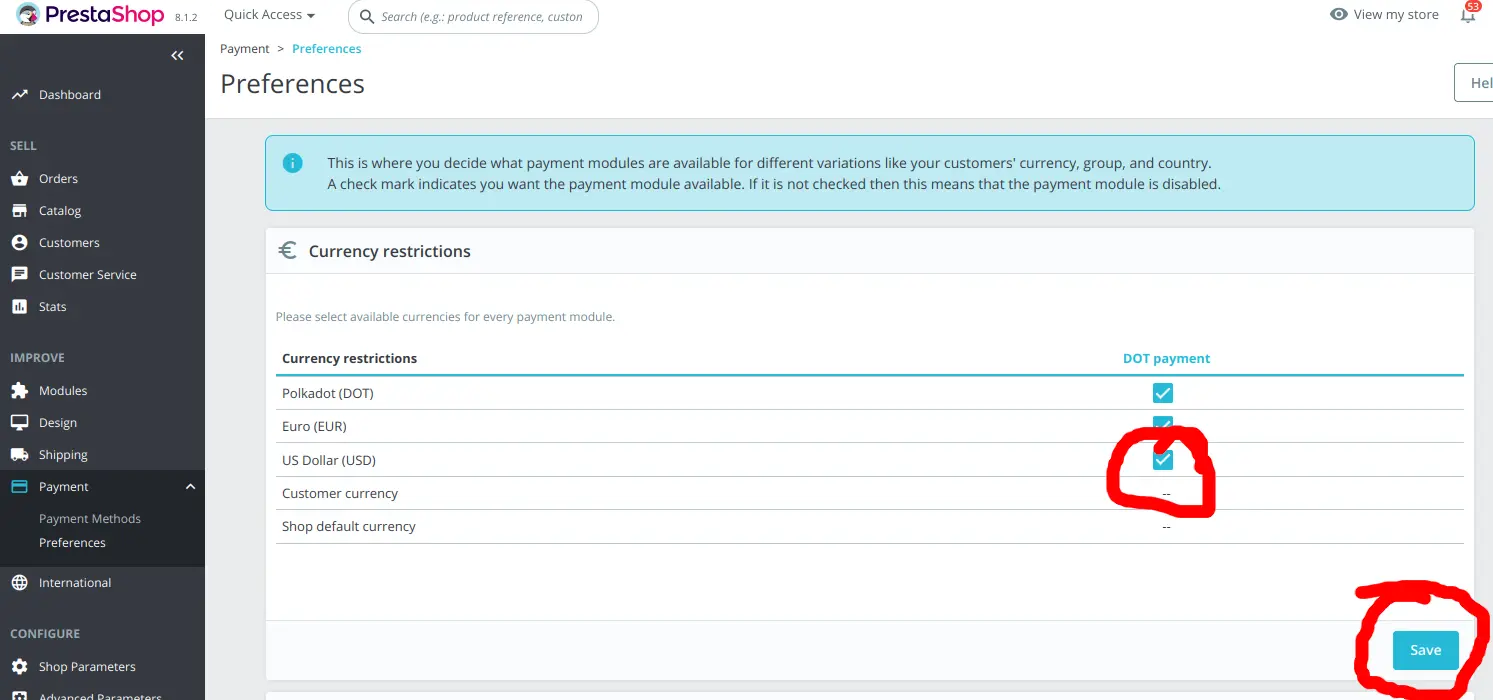 PrestaShop 8.1.2 Quick Access Search (e.g.: product reference, custon View my store 53
Payment > Preferences
Preferences
Hel
Dashboard
SELL
Orders
Catalog
Customers
Customer Service
Stats
IMPROVE
Modules
Design
Shipping
Payment
Payment Methods
Preferences
International
CONFIGURE
Shop Parameters
Advanced Parameters
This is where you decide what payment modules are available for different variations like your customers' currency, group, and country.
A check mark indicates you want the payment module available. If it is not checked then this means that the payment module is disabled.
€ Currency restrictions
Please select available currencies for every payment module.
Currency restrictions DOT payment
Polkadot (DOT)
Euro (EUR)
US Dollar (USD)
Customer currency --
Shop default currency --
Save